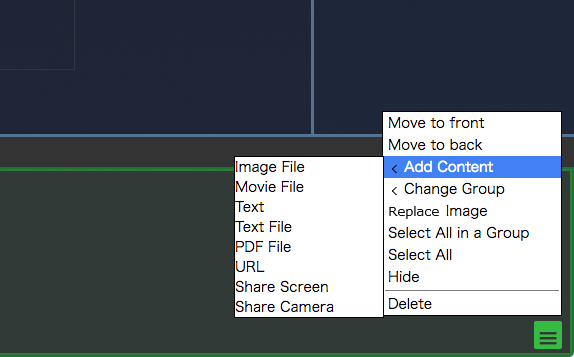 Move to front
Move to back
< Add Content
< Change Group
Replace Image
Select All in a Group
Select All
Hide
Delete
Image File
Movie File
Text
Text File
PDF File
URL
Share Screen
Share Camera